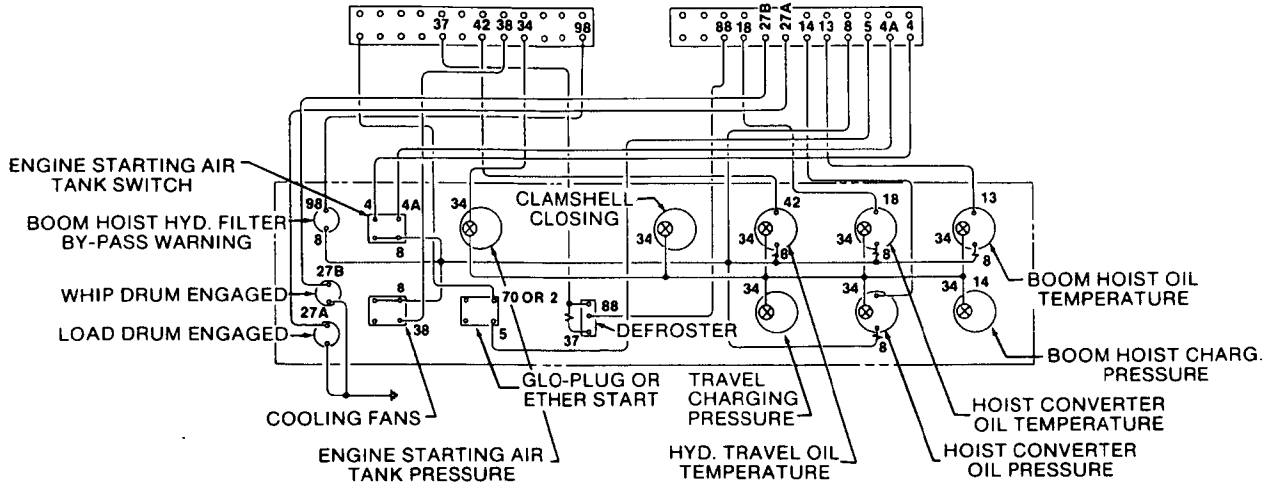 37 42 38 34 98
88 18 27B 27A 14 13 8 5 4A 4
ENGINE STARTING AIR
TANK SWITCH
BOOM HOIST HYD. FILTER
BY-PASS WARNING
WHIP DRUM ENGAGED
LOAD DRUM ENGAGED
98
8
27B
27A
4 4A
8
34
CLAMSHELL
CLOSING
34
42
34
8
18
34
8
13
34
8
BOOM HOIST OIL
TEMPERATURE
8
38
70 OR 2
5
88
37
DEFROSTER
34
34
8
34 14
BOOM HOIST CHARG.
PRESSURE
COOLING FANS
GLO-PLUG OR
ETHER START
TRAVEL
CHARGING
PRESSURE
HOIST CONVERTER
OIL TEMPERATURE
ENGINE STARTING AIR
TANK PRESSURE
HYD. TRAVEL OIL
TEMPERATURE
HOIST CONVERTER
OIL PRESSURE